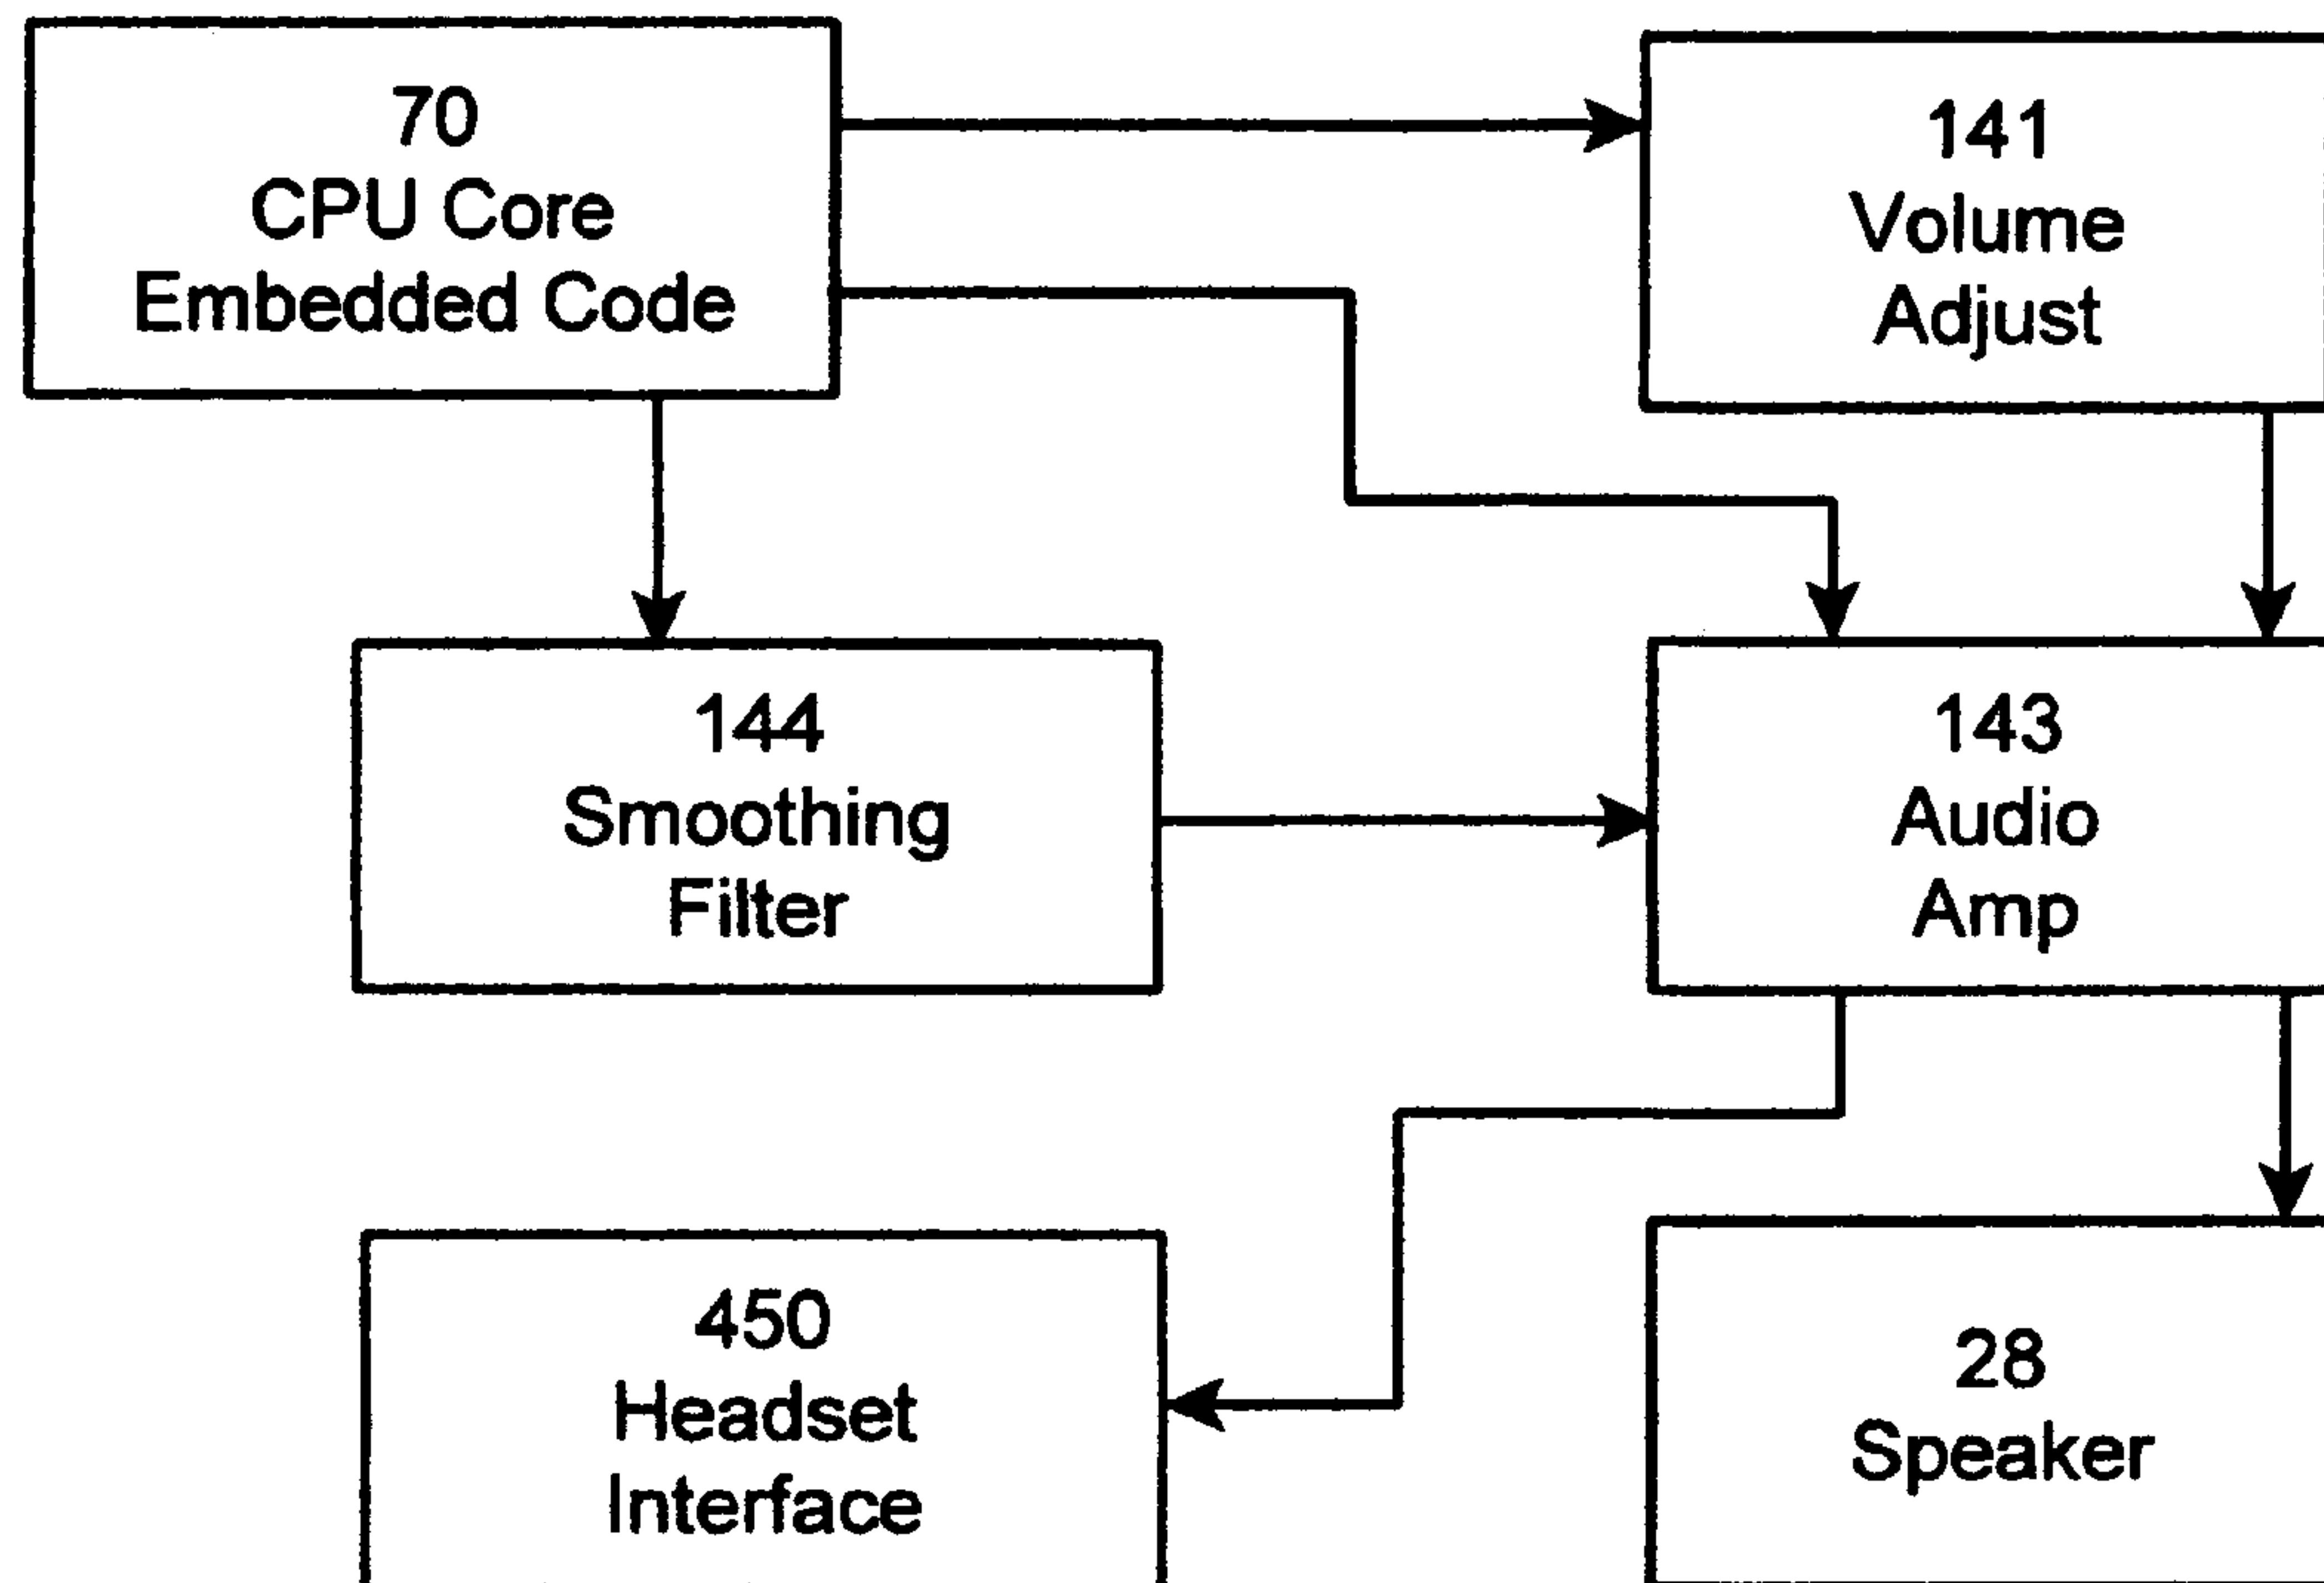 70
CPU Core
Embedded Code
141
Volume
Adjust
144
Smoothing
Filter
143
Audio
Amp
450
Headset
Interface
28
Speaker